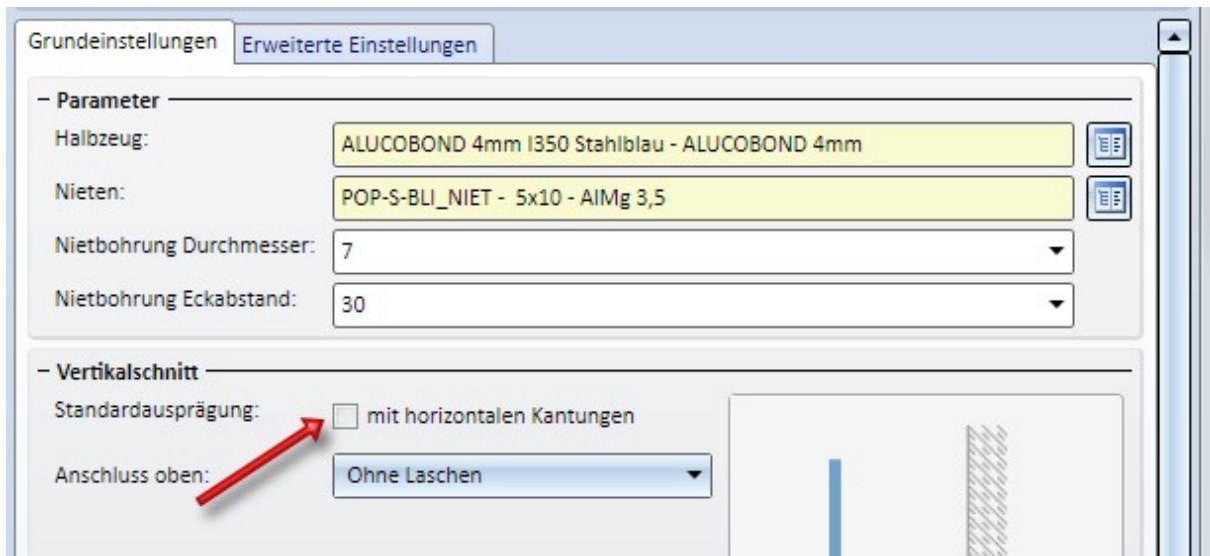 Grundeinstellungen
Erweiterte Einstellungen
Parameter
Halbzeug:
ALUCOBOND 4mm I350 Stahlblau - ALUCOBOND 4mm
Nieten:
POP-S-BLI_NIET - 5x10 - AlMg 3,5
Nietbohrung Durchmesser:
7
Nietbohrung Eckabstand:
30
Vertikalschnitt
Standardausprägung:
mit horizontalen Kantungen
Anschluss oben:
Ohne Laschen